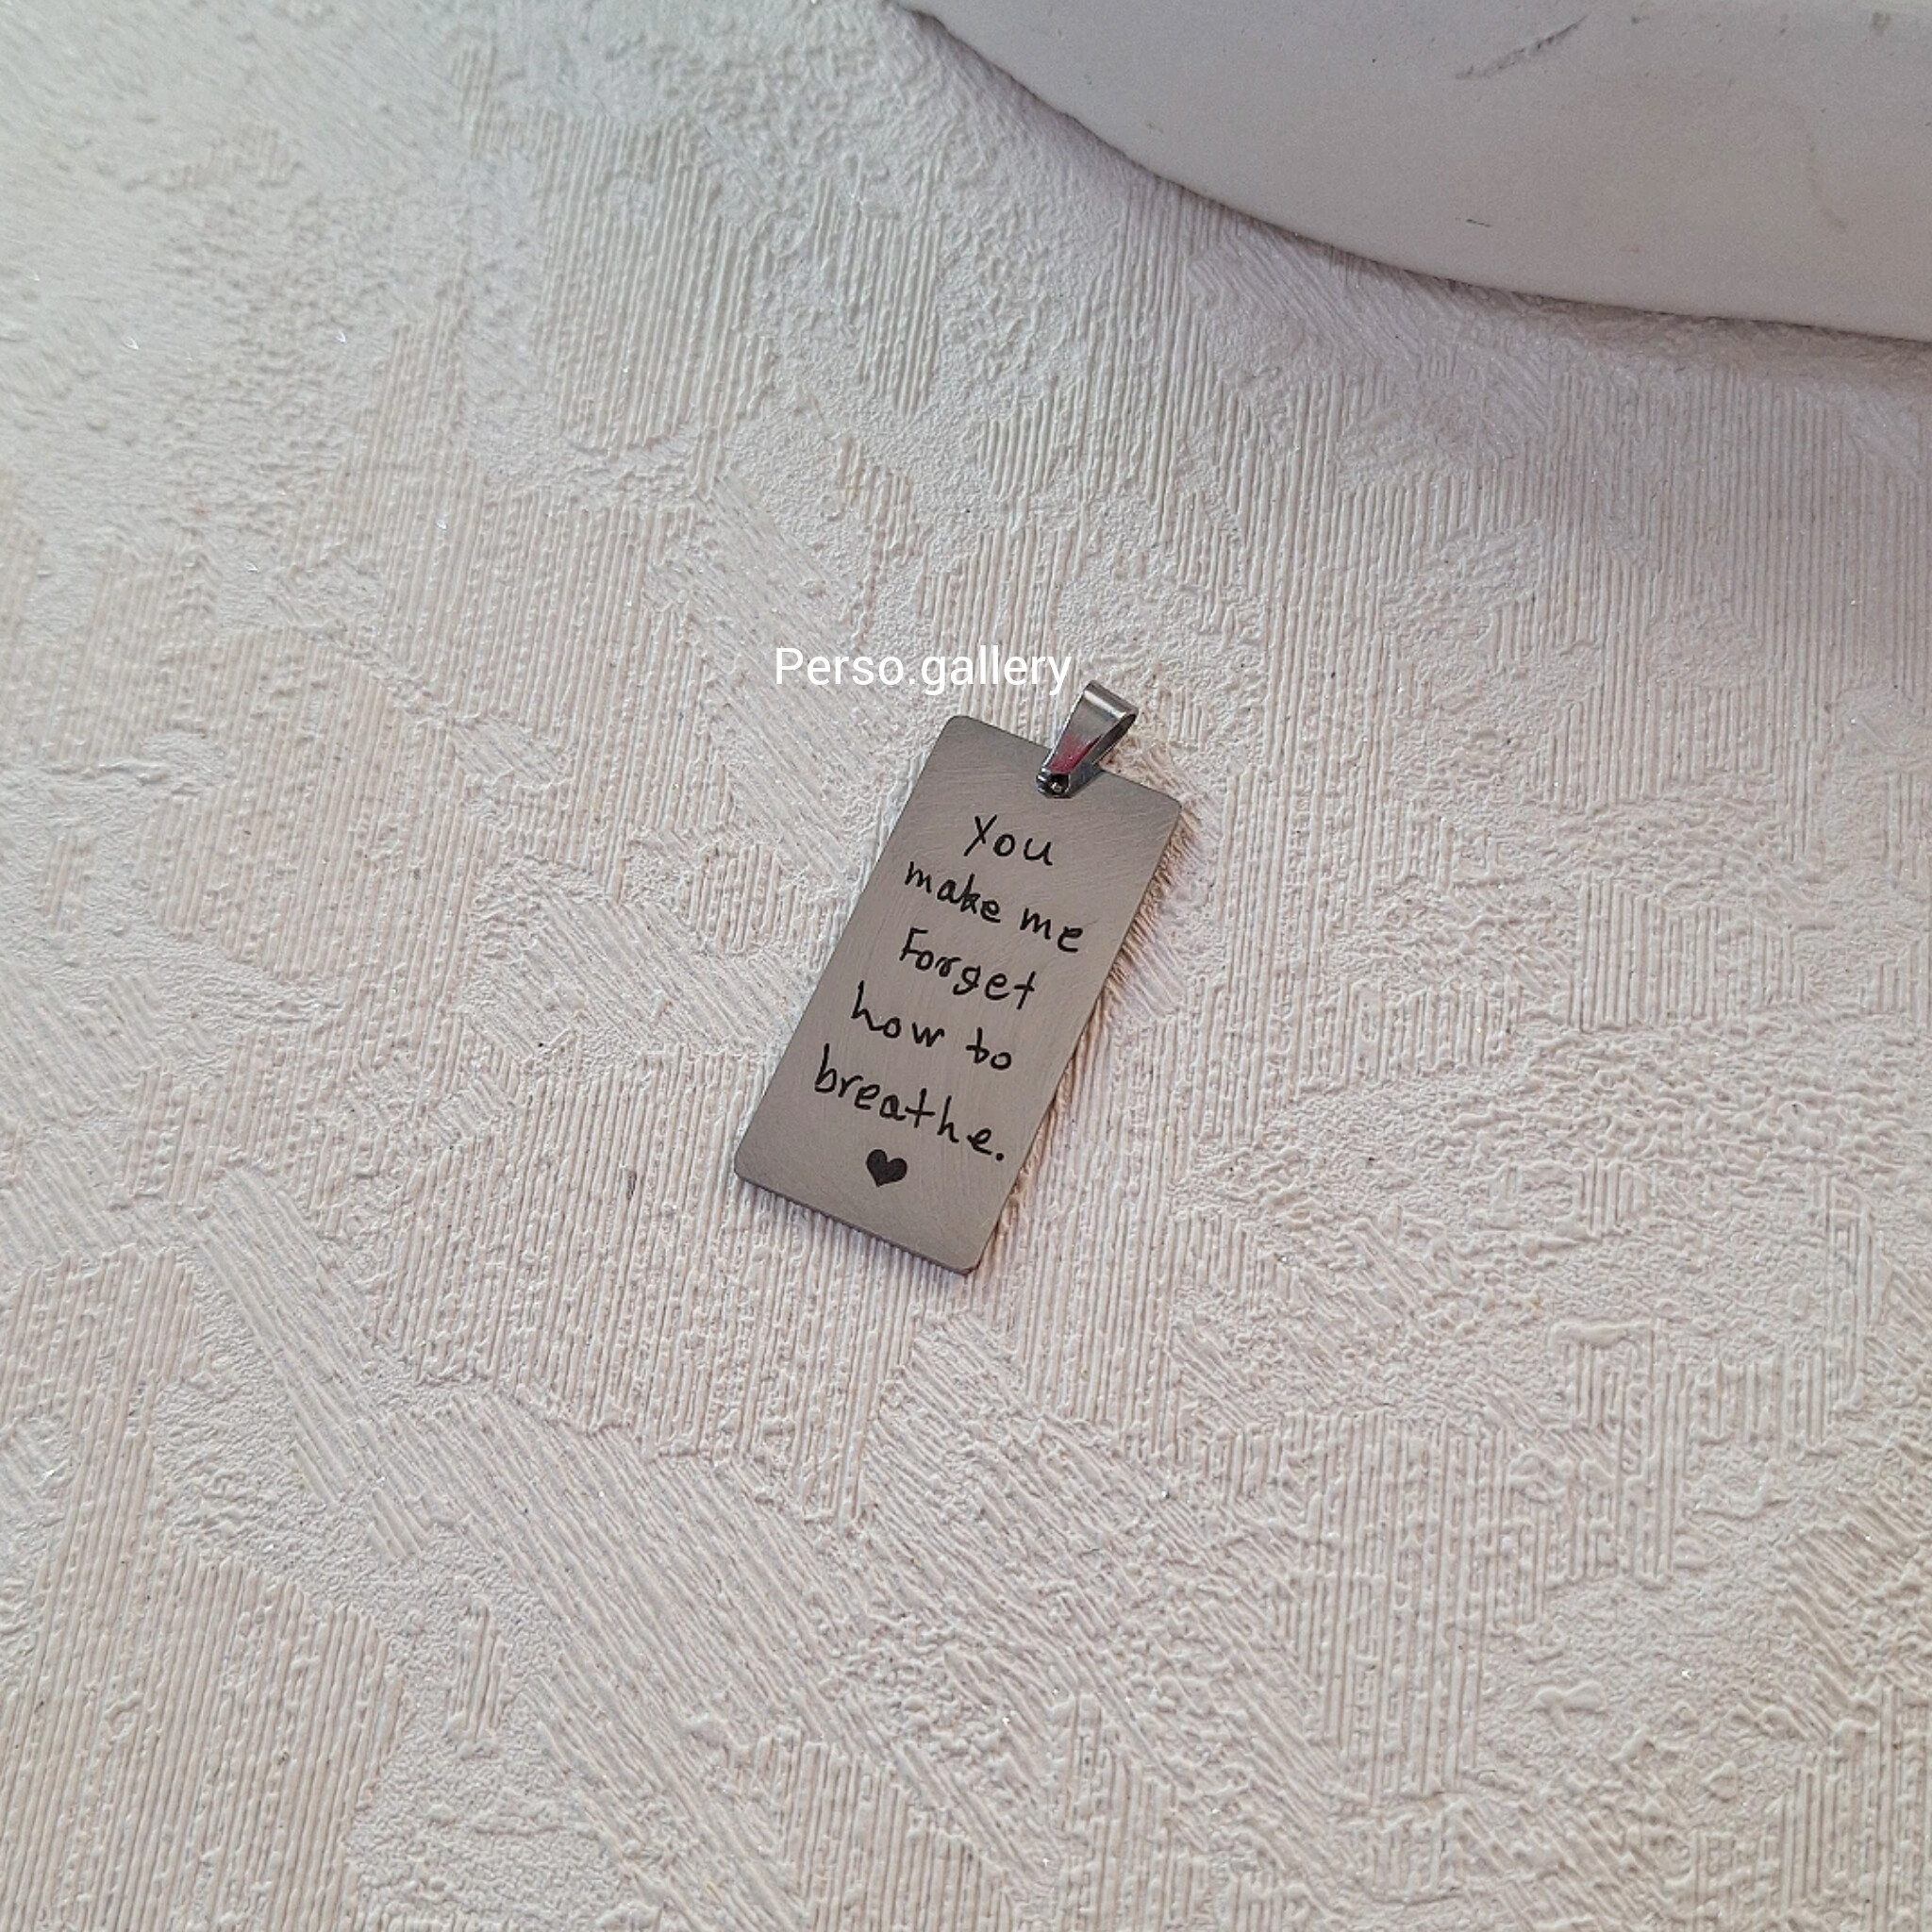 Perso.gallery
You
make me
Forget
how to
breathe.
♥